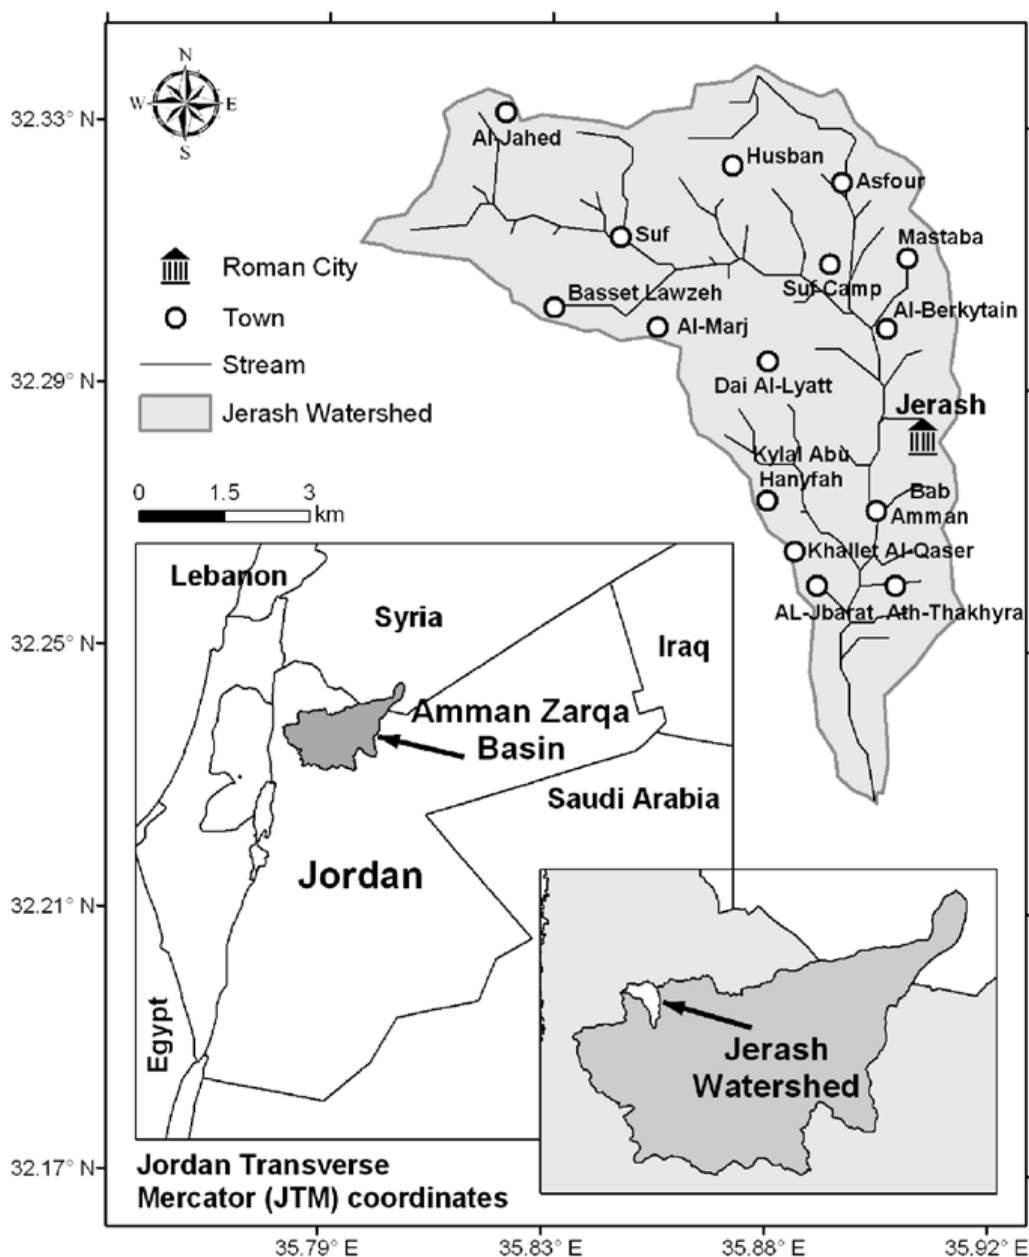 N
W
E
S
32.33° N
Al-Jahed
Husban
Asfour
Suf
Mastaba
Roman City
Suf Camp
Basset Lawzeh
Al-Berkytain
Town
Al-Marj
Stream
32.29° N
Dai Al-Lyatt
Jerash Watershed
Jerash
Kylal Abu
Hanyfah
0 1.5 3
km
Bab
Amman
Khallet Al-Qaser
AL-Jbarat
Ath-Thakhyra
32.25° N
Lebanon
Syria
Iraq
Amman Zarqa
Basin
Saudi Arabia
Jordan
32.21° N
Egypt
Jerash
Watershed
32.17° N
Jordan Transverse
Mercator (JTM) coordinates
35.79° E
35.83° E
35.88° E
35.92° E